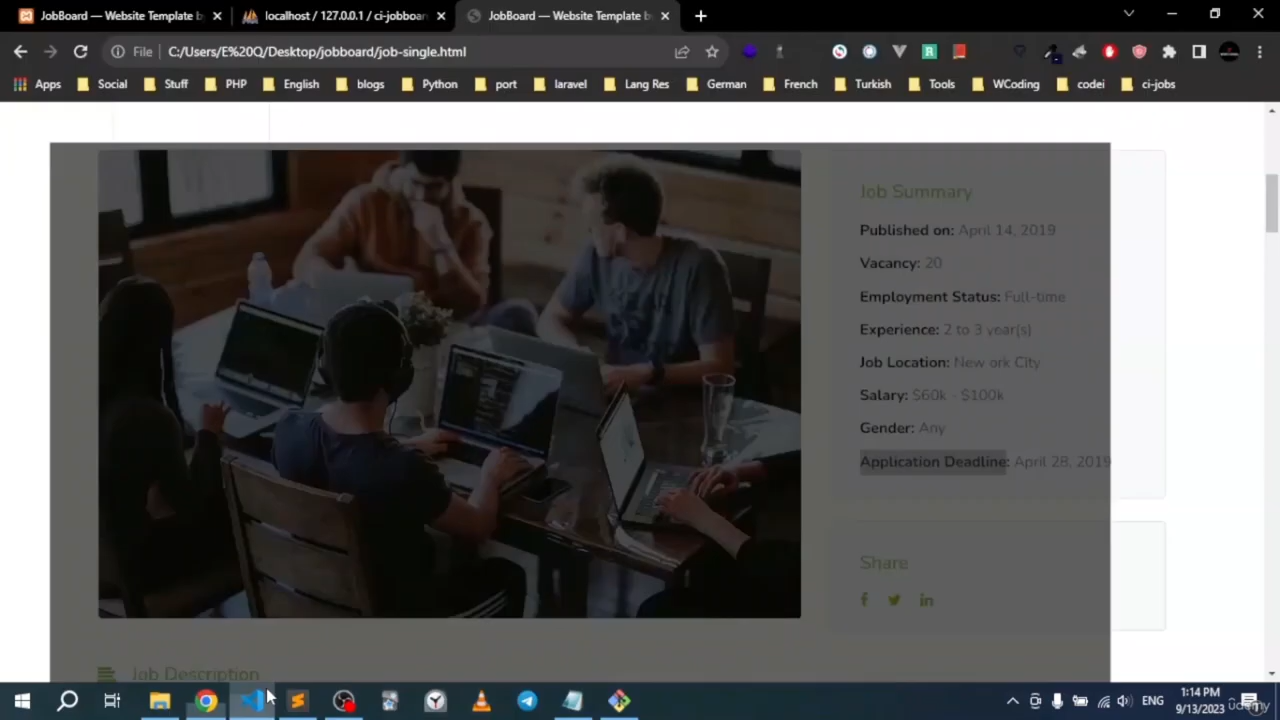 JobBoard — Website Template b
localhost / 127.0.0.1 / ci-jobboar
JobBoard — Website Template b
File C:/Users/E%20Q/Desktop/jobboard/job-single.html
Apps Social Stuff PHP English blogs Python port laravel Lang Res German French Turkish Tools WCoding codei ci-jobs
Job Summary
Published on: April 14, 2019
Vacancy: 20
Employment Status: Full-time
Experience: 2 to 3 year(s)
Job Location: New ork City
Salary: $60k - $100k
Gender: Any
Application Deadline: April 28, 2019
Share
Job Description
ENG
1:14 PM
9/13/2023
udemy